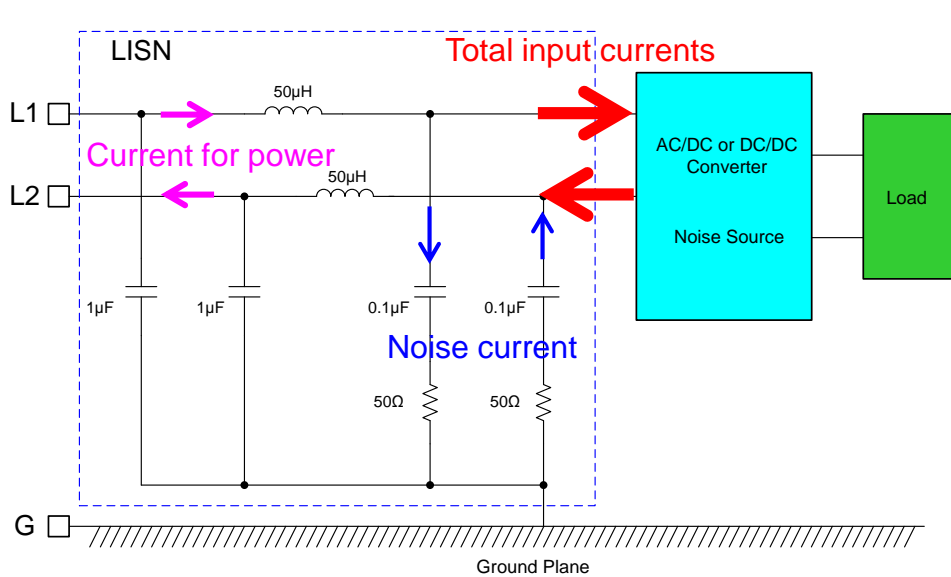 LISN
Total input currents
50µH
L1
AC/DC or DC/DC
Converter
Current for power
50µH
L2
Load
Noise Source
1µF
1µF
0.1µF
0.1µF
Noise current
50Ω
50Ω
G
Ground Plane